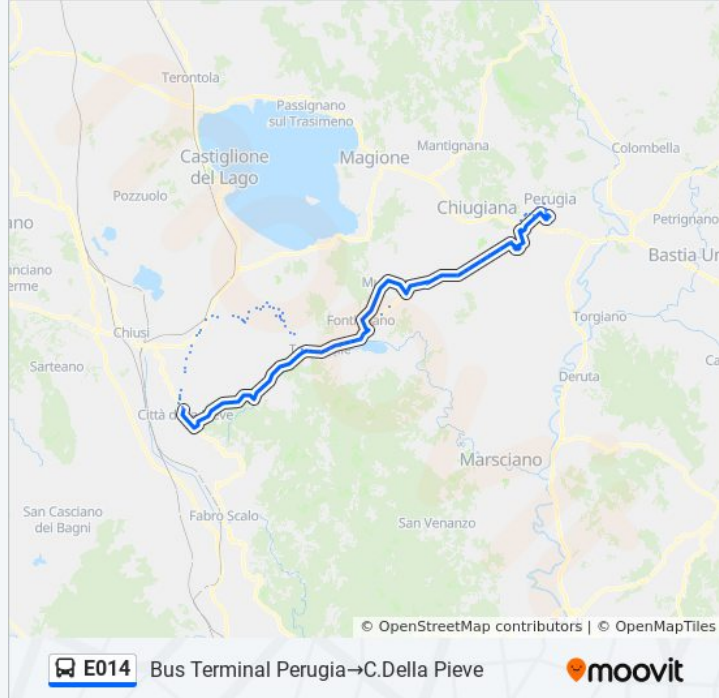 Terontola
Passignano
sul Trasimeno
Castiglione
del Lago
Magione
Mantignana
Colombella
Pozzuolo
Chiugiana
Perugia
Petrignano
Bastia Un
Chiusi
Torgiano
Sarteano
Deruta
Marsciano
San Casciano
dei Bagni
Fabro Scalo
San Venanzo
© OpenStreetMap contributors | © OpenMapTiles
E014 Bus Terminal Perugia→C.Della Pieve
moovit